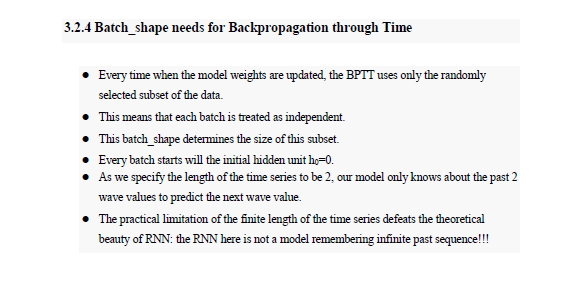 3.2.4 Batch_shape needs for Backpropagation through Time
● Every time when the model weights are updated, the BPTT uses only the randomly
selected subset of the data.
● This means that each batch is treated as independent.
● This batch_shape determines the size of this subset.
● Every batch starts will the initial hidden unit h₀=0.
● As we specify the length of the time series to be 2, our model only knows about the past 2
wave values to predict the next wave value.
● The practical limitation of the finite length of the time series defeats the theoretical
beauty of RNN: the RNN here is not a model remembering infinite past sequence!!!